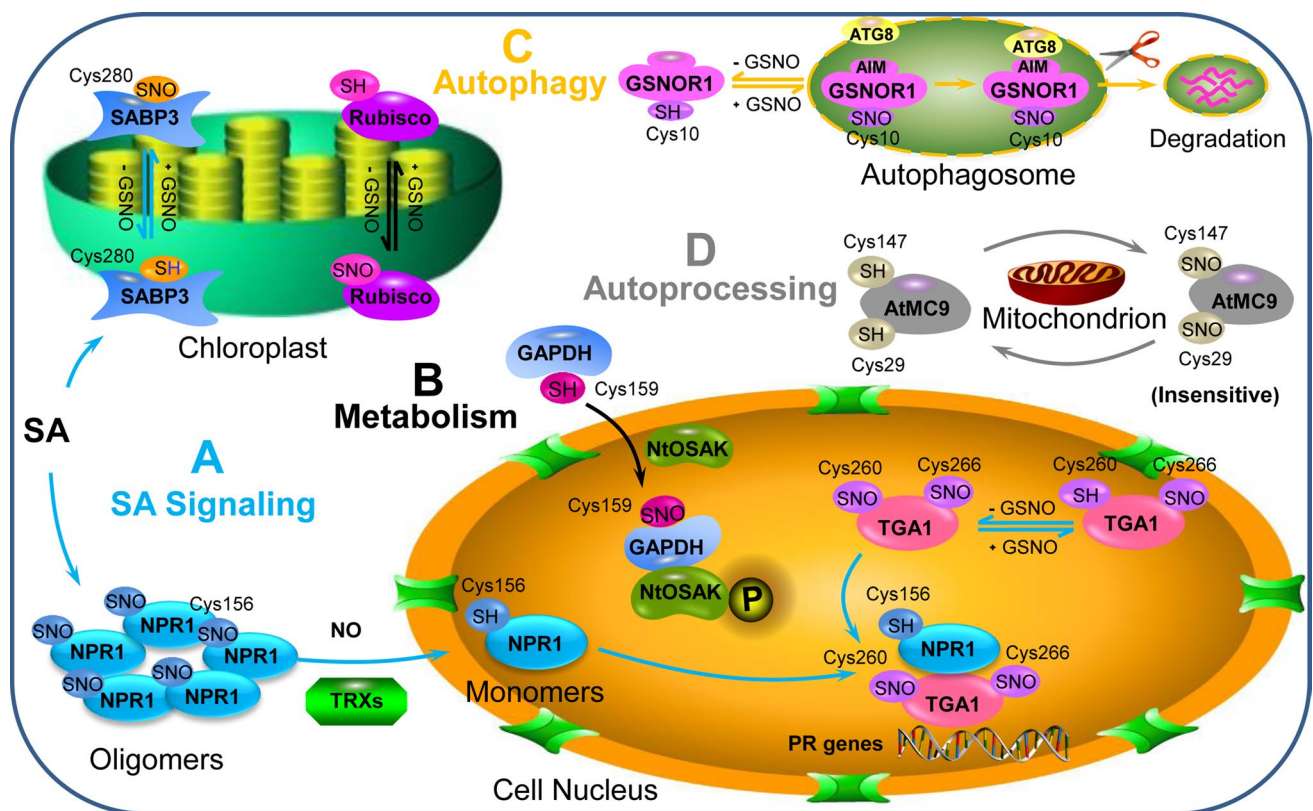 Cys280
SNO
SABP3
- GSNO
+ GSNO
Cys280
SH
SABP3
SH
Rubisco
- GSNO
+ GSNO
SNO
Rubisco
Chloroplast
C
Autophagy
GSNOR1
SH
Cys10
- GSNO
+ GSNO
ATG8
AIM
GSNOR1
SNO
Cys10
ATG8
AIM
GSNOR1
SNO
Cys10
Autophagosome
Degradation
D
Autoprocessing
Cys147
SH
AtMC9
SH
Cys29
Mitochondrion
Cys147
SNO
AtMC9
SNO
Cys29
(Insensitive)
B
Metabolism
GAPDH
SH
Cys159
NtOSAK
Cys159
SNO
GAPDH
NtOSAK
P
SA
A
SA Signaling
SNO
NPR1
SNO
NPR1
Cys156
SNO
NPR1
SNO
NPR1
SNO
NPR1
Oligomers
NO
TRXs
Cys156
SH
NPR1
Monomers
Cys260
SNO
Cys266
SNO
TGA1
- GSNO
+ GSNO
Cys260
SH
Cys266
SNO
TGA1
Cys156
SH
NPR1
Cys260
SNO
Cys266
SNO
TGA1
PR genes
Cell Nucleus